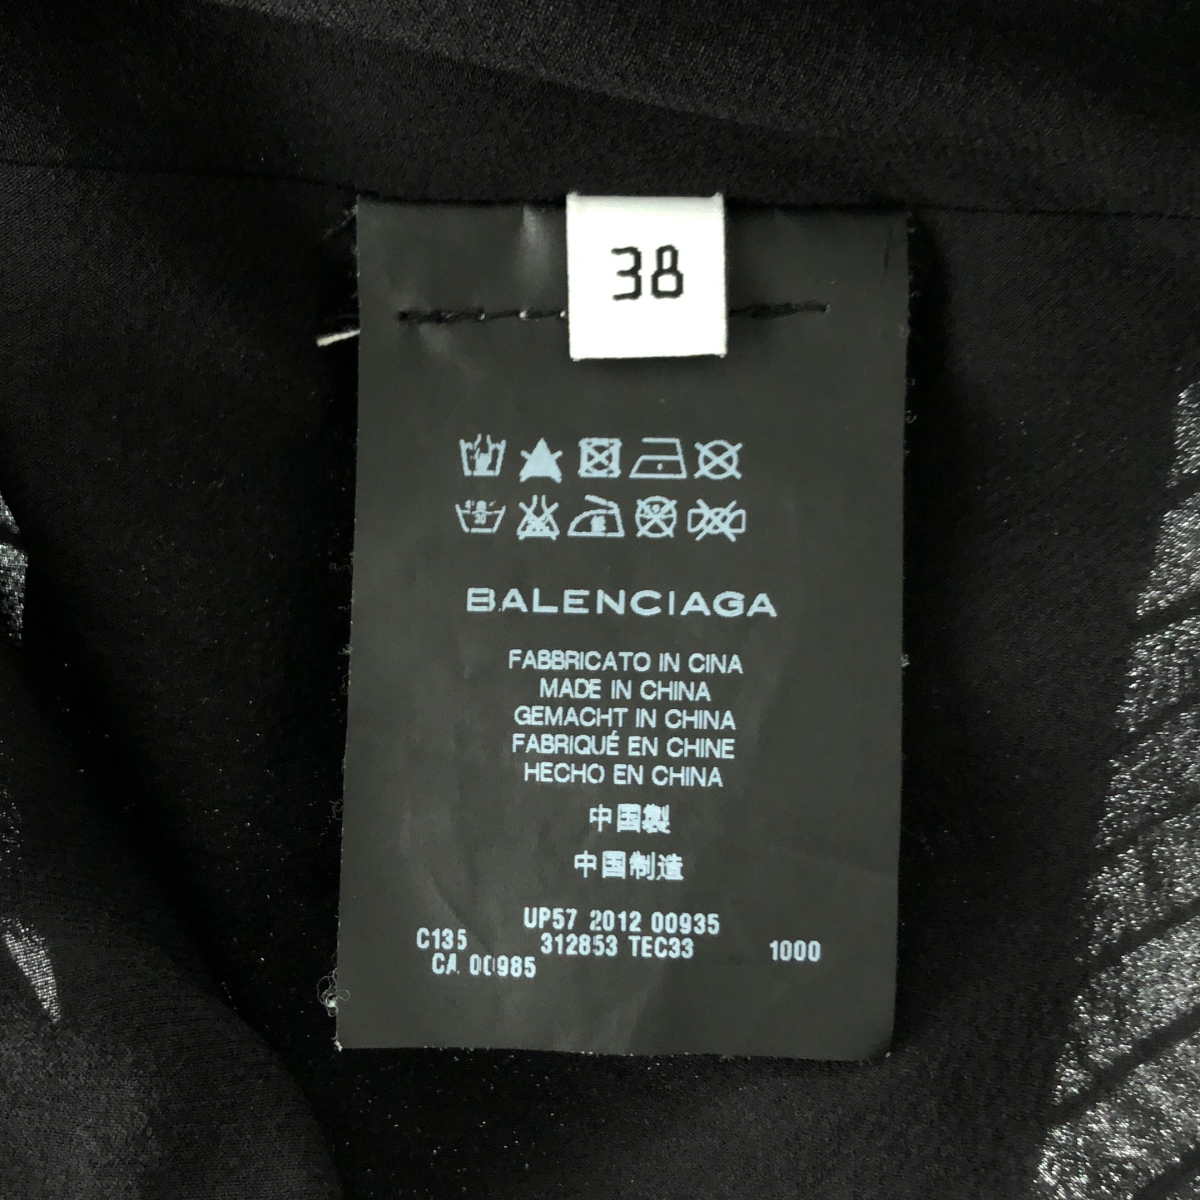 38
BALENCIAGA
FABBRICATO IN CINA
MADE IN CHINA
GEMACHT IN CHINA
FABRIQUÉ EN CHINE
HECHO EN CHINA
中国製
中国制造
UP57 2012 00935
C135 312853 TEC33 1000
CA 00985